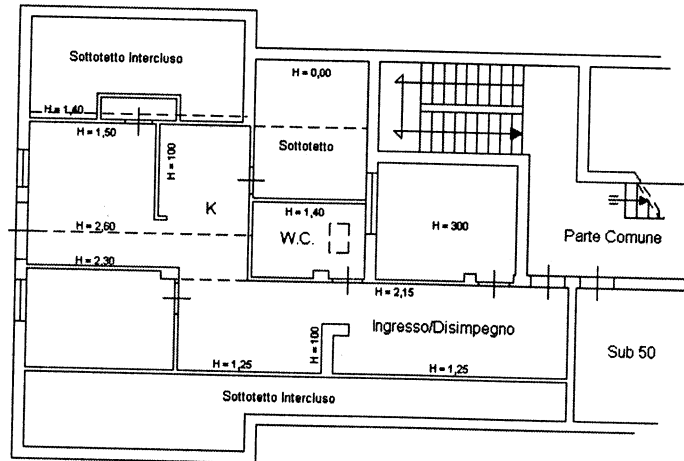 Sottotetto Intercluso
H = 0,00
H = 1,40
H = 1,50
H = 100
Sottotetto
K
H = 1,40
W.C.
H = 300
Parte Comune
H = 2,60
H = 2,30
H = 2,15
Ingresso/Disimpegno
H = 100
Sub 50
H = 1,25
H = 1,25
Sottotetto Intercluso